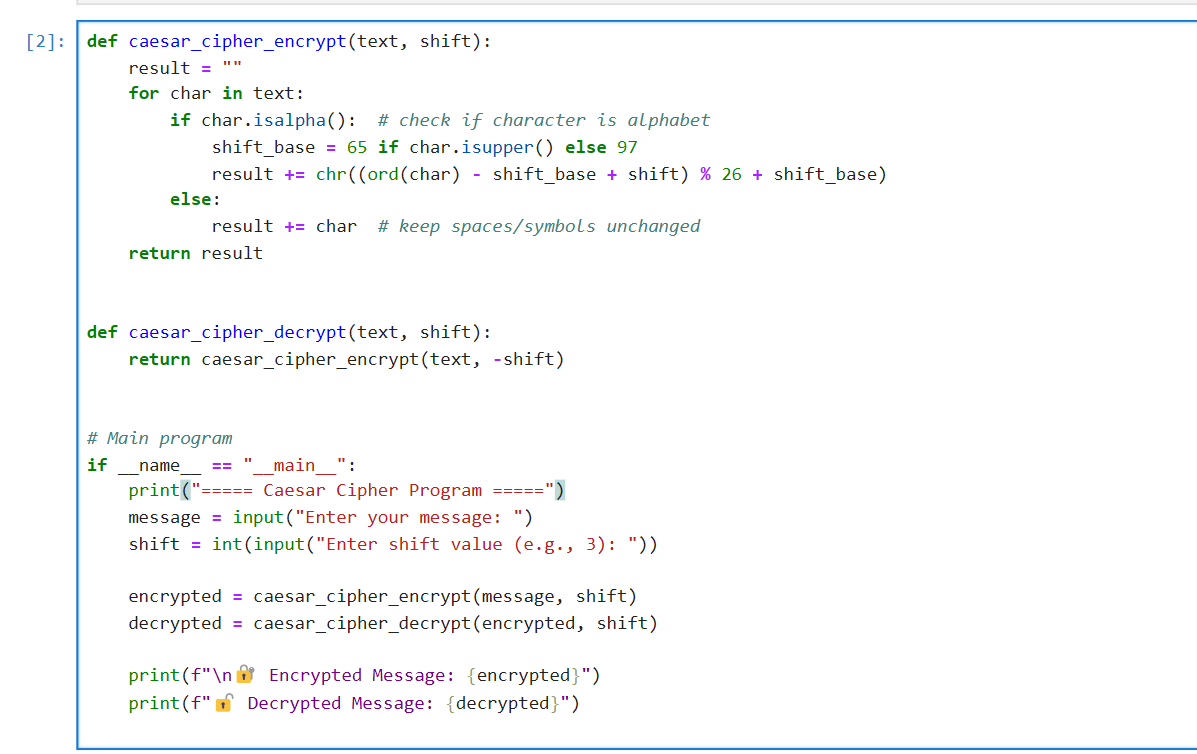 [2]:
def caesar_cipher_encrypt(text, shift):
    result = ""
    for char in text:
        if char.isalpha():  # check if character is alphabet
            shift_base = 65 if char.isupper() else 97
            result += chr((ord(char) - shift_base + shift) % 26 + shift_base)
        else:
            result += char  # keep spaces/symbols unchanged
    return result
def caesar_cipher_decrypt(text, shift):
    return caesar_cipher_encrypt(text, -shift)
# Main program
if __name__ == "__main__":
    print("===== Caesar Cipher Program =====")
    message = input("Enter your message: ")
    shift = int(input("Enter shift value (e.g., 3): "))
    encrypted = caesar_cipher_encrypt(message, shift)
    decrypted = caesar_cipher_decrypt(encrypted, shift)
    print(f"\n🔐 Encrypted Message: {encrypted}")
    print(f"🔓 Decrypted Message: {decrypted}")